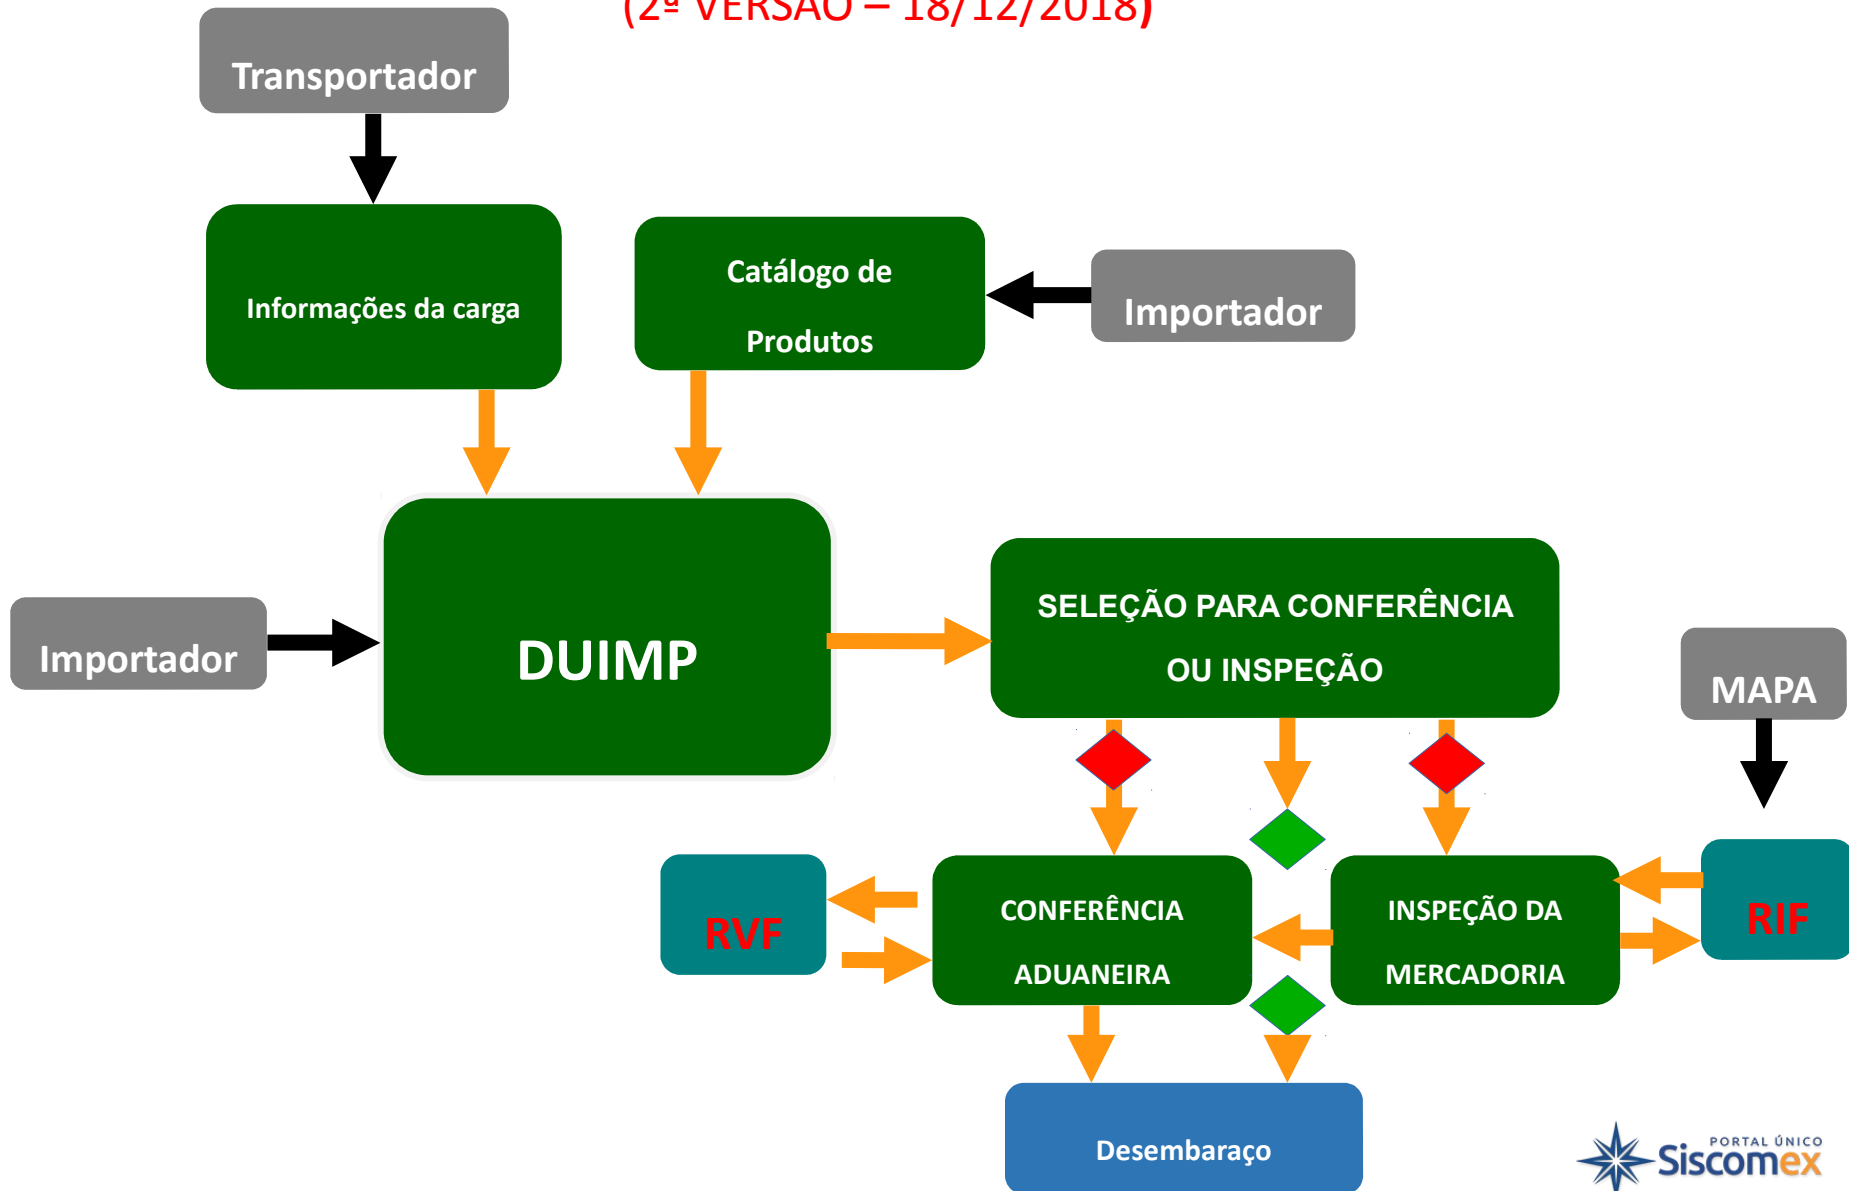 (2ª VERSÃO – 18/12/2018)
Transportador
Informações da carga
Catálogo de
Produtos
Importador
Importador
DUIMP
SELEÇÃO PARA CONFERÊNCIA
OU INSPEÇÃO
MAPA
RVF
CONFERÊNCIA
ADUANEIRA
INSPEÇÃO DA
MERCADORIA
RIF
Desembaraço
PORTAL ÚNICO
Siscomex